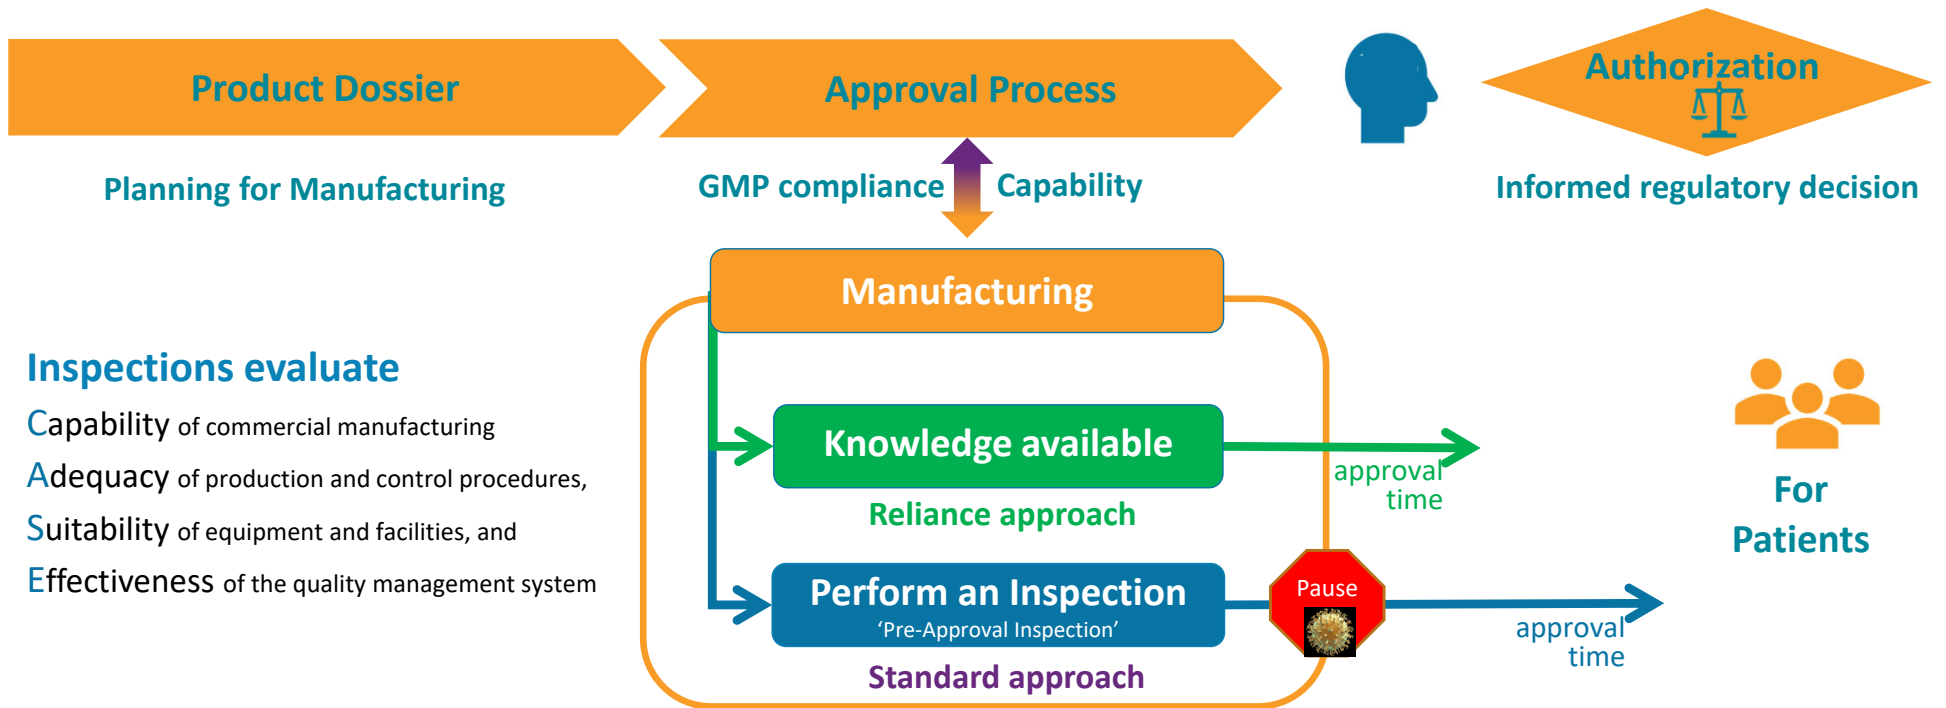 Product Dossier
Approval Process
Authorization
Planning for Manufacturing
GMP compliance
Capability
Informed regulatory decision
Manufacturing
Inspections evaluate
Capability of commercial manufacturing
Adequacy of production and control procedures,
Suitability of equipment and facilities, and
Effectiveness of the quality management system
Knowledge available
Reliance approach
approval
time
Perform an Inspection
‘Pre-Approval Inspection’
Standard approach
Pause
approval
time
For
Patients